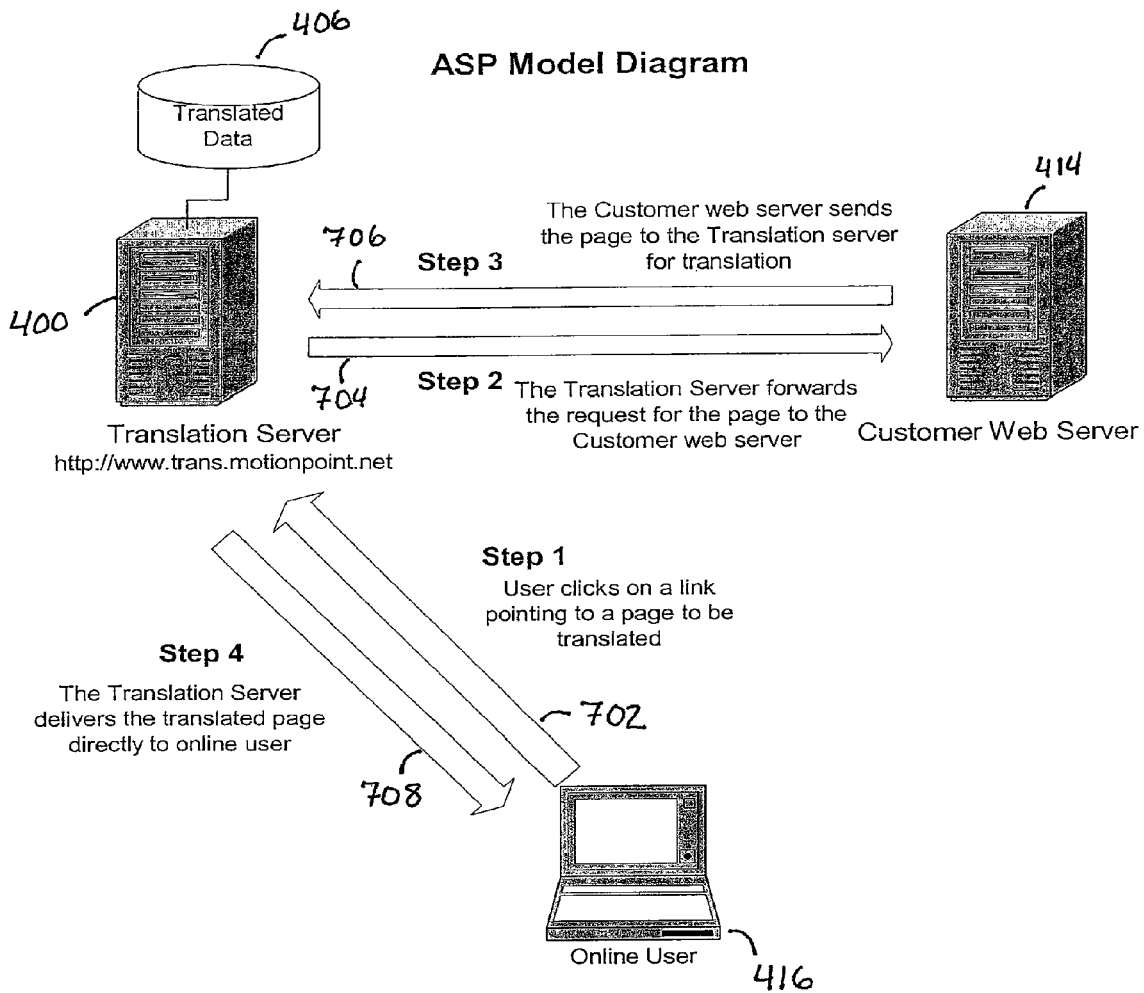 406
ASP Model Diagram
Translated
Data
414
The Customer web server sends
the page to the Translation server
for translation
706
Step 3
400
704
Step 2
The Translation Server forwards
the request for the page to the
Customer web server
Translation Server
http://www.trans.motionpoint.net
Customer Web Server
Step 1
User clicks on a link
pointing to a page to be
translated
Step 4
The Translation Server
delivers the translated page
directly to online user
702
708
Online User
416